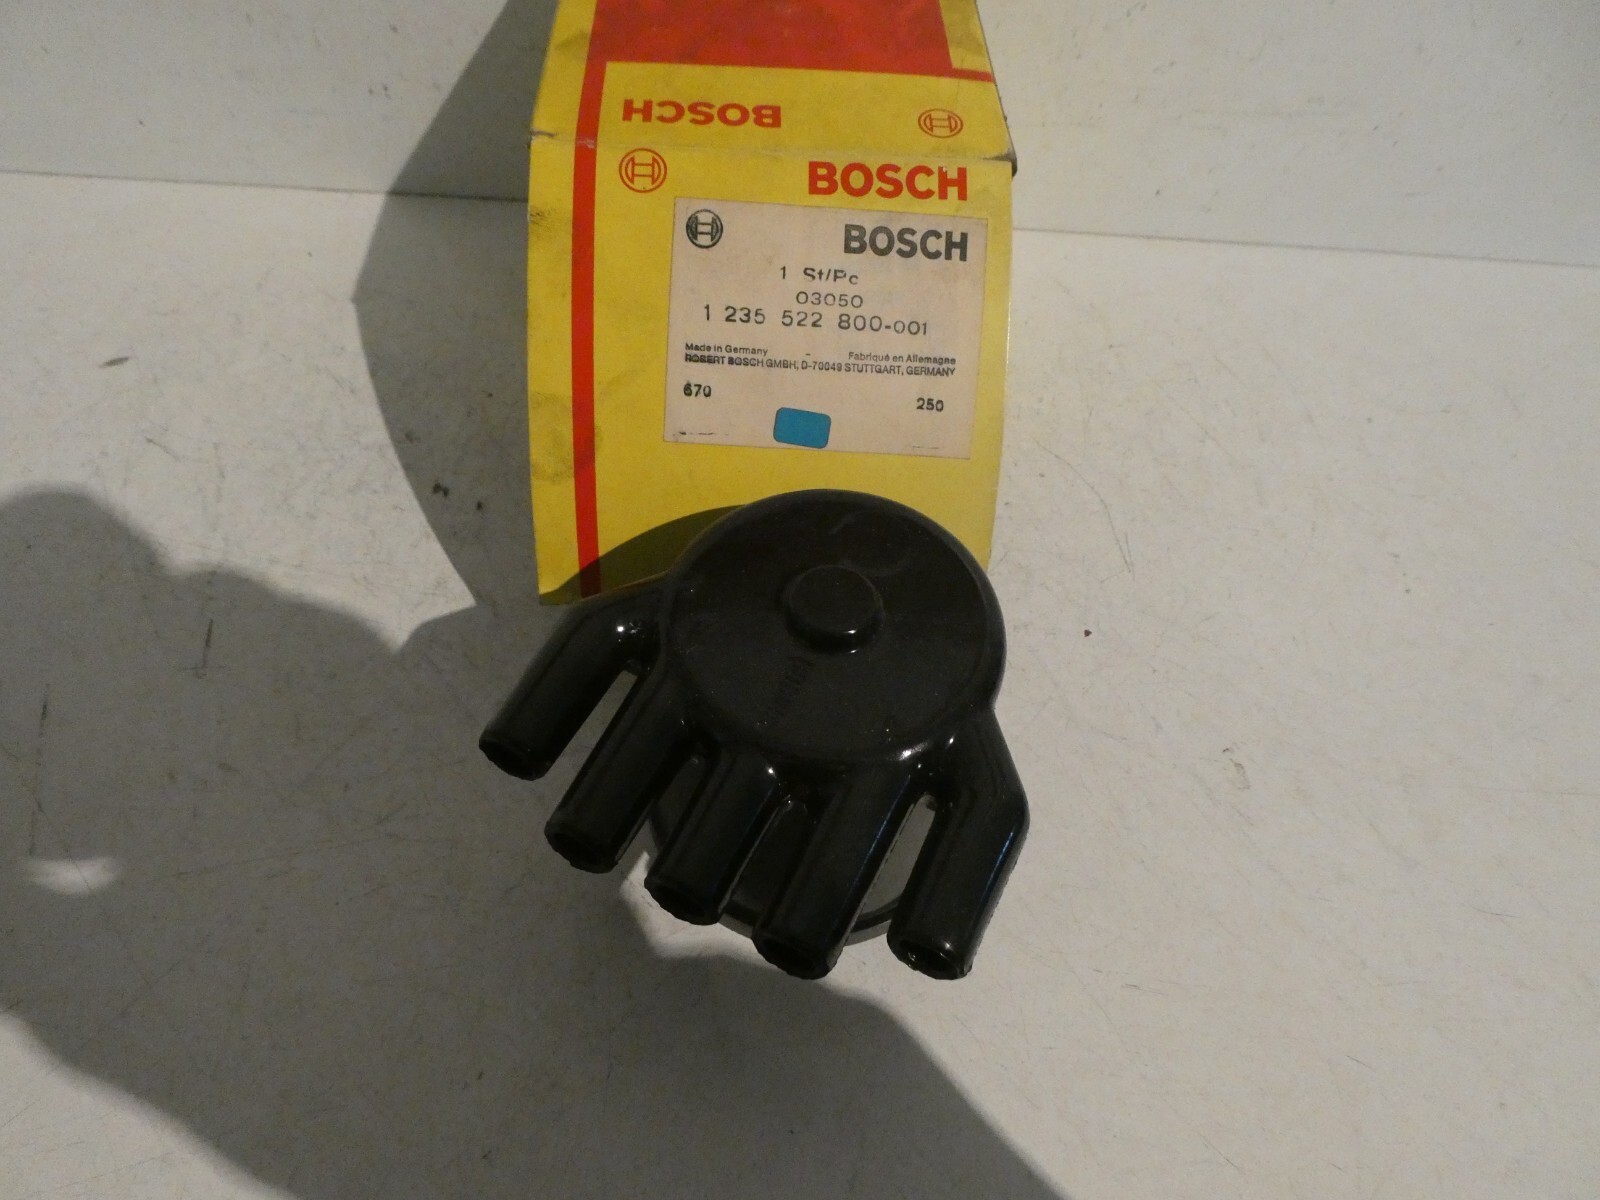 BOSCH
BOSCH
BOSCH
1 St/Pc
03050
1 235 522 800-001
Made in Germany - Fabriqué en Allemagne
ROBERT BOSCH GMBH, D-70049 STUTTGART, GERMANY
670 250